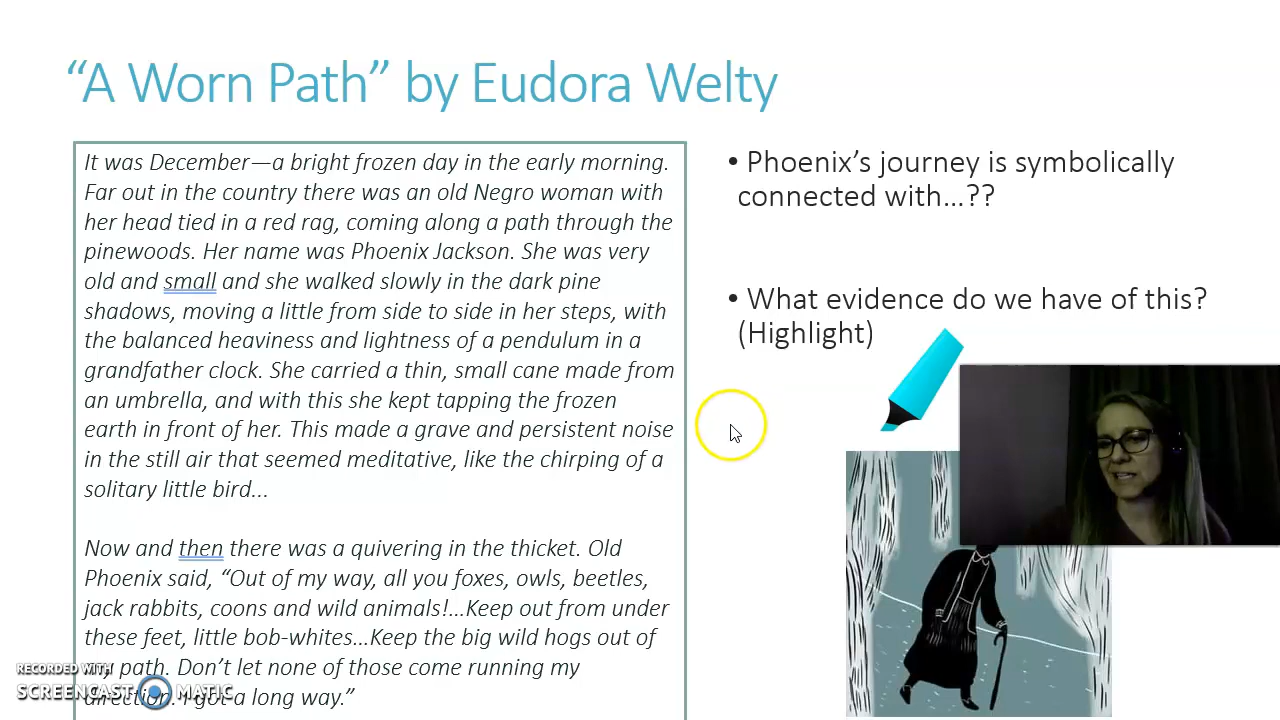 “A Worn Path” by Eudora Welty
It was December—a bright frozen day in the early morning.
Far out in the country there was an old Negro woman with
her head tied in a red rag, coming along a path through the
pinewoods. Her name was Phoenix Jackson. She was very
old and small and she walked slowly in the dark pine
shadows, moving a little from side to side in her steps, with
the balanced heaviness and lightness of a pendulum in a
grandfather clock. She carried a thin, small cane made from
an umbrella, and with this she kept tapping the frozen
earth in front of her. This made a grave and persistent noise
in the still air that seemed meditative, like the chirping of a
solitary little bird...
Now and then there was a quivering in the thicket. Old
Phoenix said, “Out of my way, all you foxes, owls, beetles,
jack rabbits, coons and wild animals!...Keep out from under
these feet, little bob-whites...Keep the big wild hogs out of
my path. Don’t let none of those come running my
direction. I got a long way.”
• Phoenix’s journey is symbolically
connected with...??
• What evidence do we have of this?
(Highlight)
RECORDED WITH
SCREENCAST MATIC